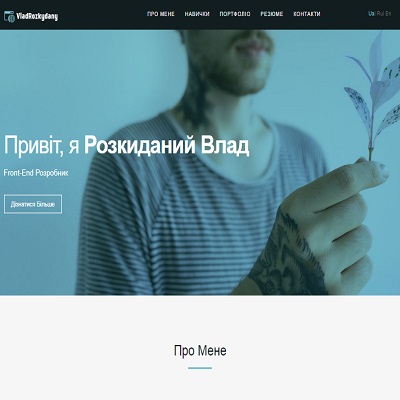 VladRozkydany
ПРО МЕНЕ НАВИЧКИ ПОРТФОЛІО РЕЗЮМЕ КОНТАКТИ
Ua Ru En
Привіт, я Розкиданий Влад
Front-End Розробник
Дізнатися Більше
Про Мене